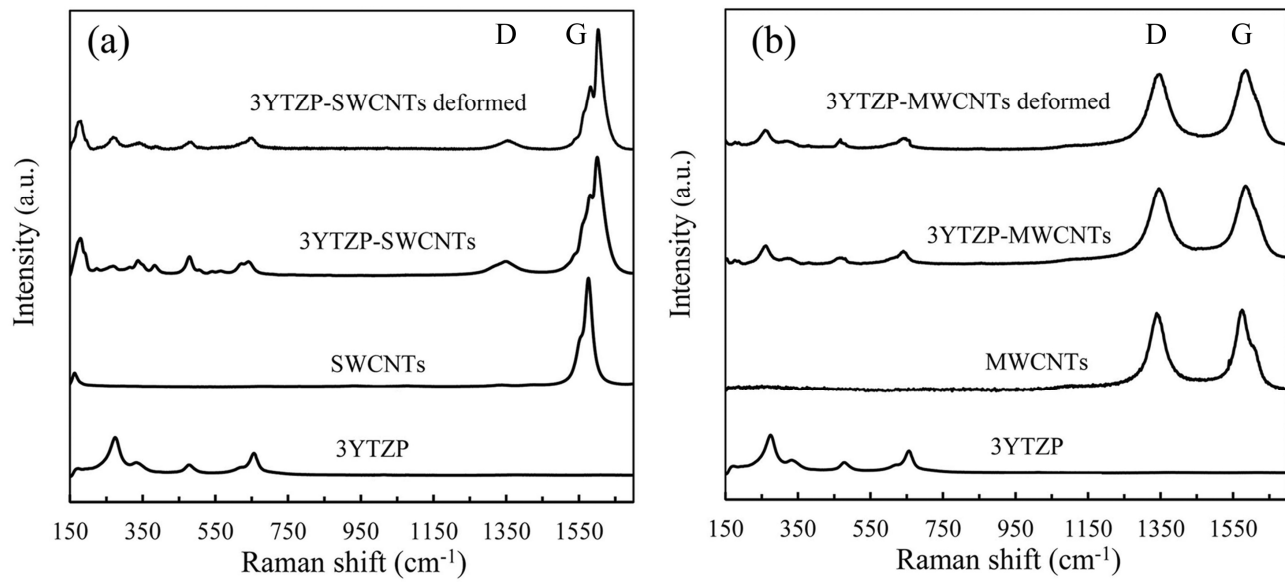 (a)
D G
3YTZP-SWCNTs deformed
3YTZP-SWCNTs
SWCNTs
3YTZP
Intensity (a.u.)
150 350 550 750 950 1150 1350 1550
Raman shift (cm⁻¹)
(b)
D G
3YTZP-MWCNTs deformed
3YTZP-MWCNTs
MWCNTs
3YTZP
Intensity (a.u.)
150 350 550 750 950 1150 1350 1550
Raman shift (cm⁻¹)